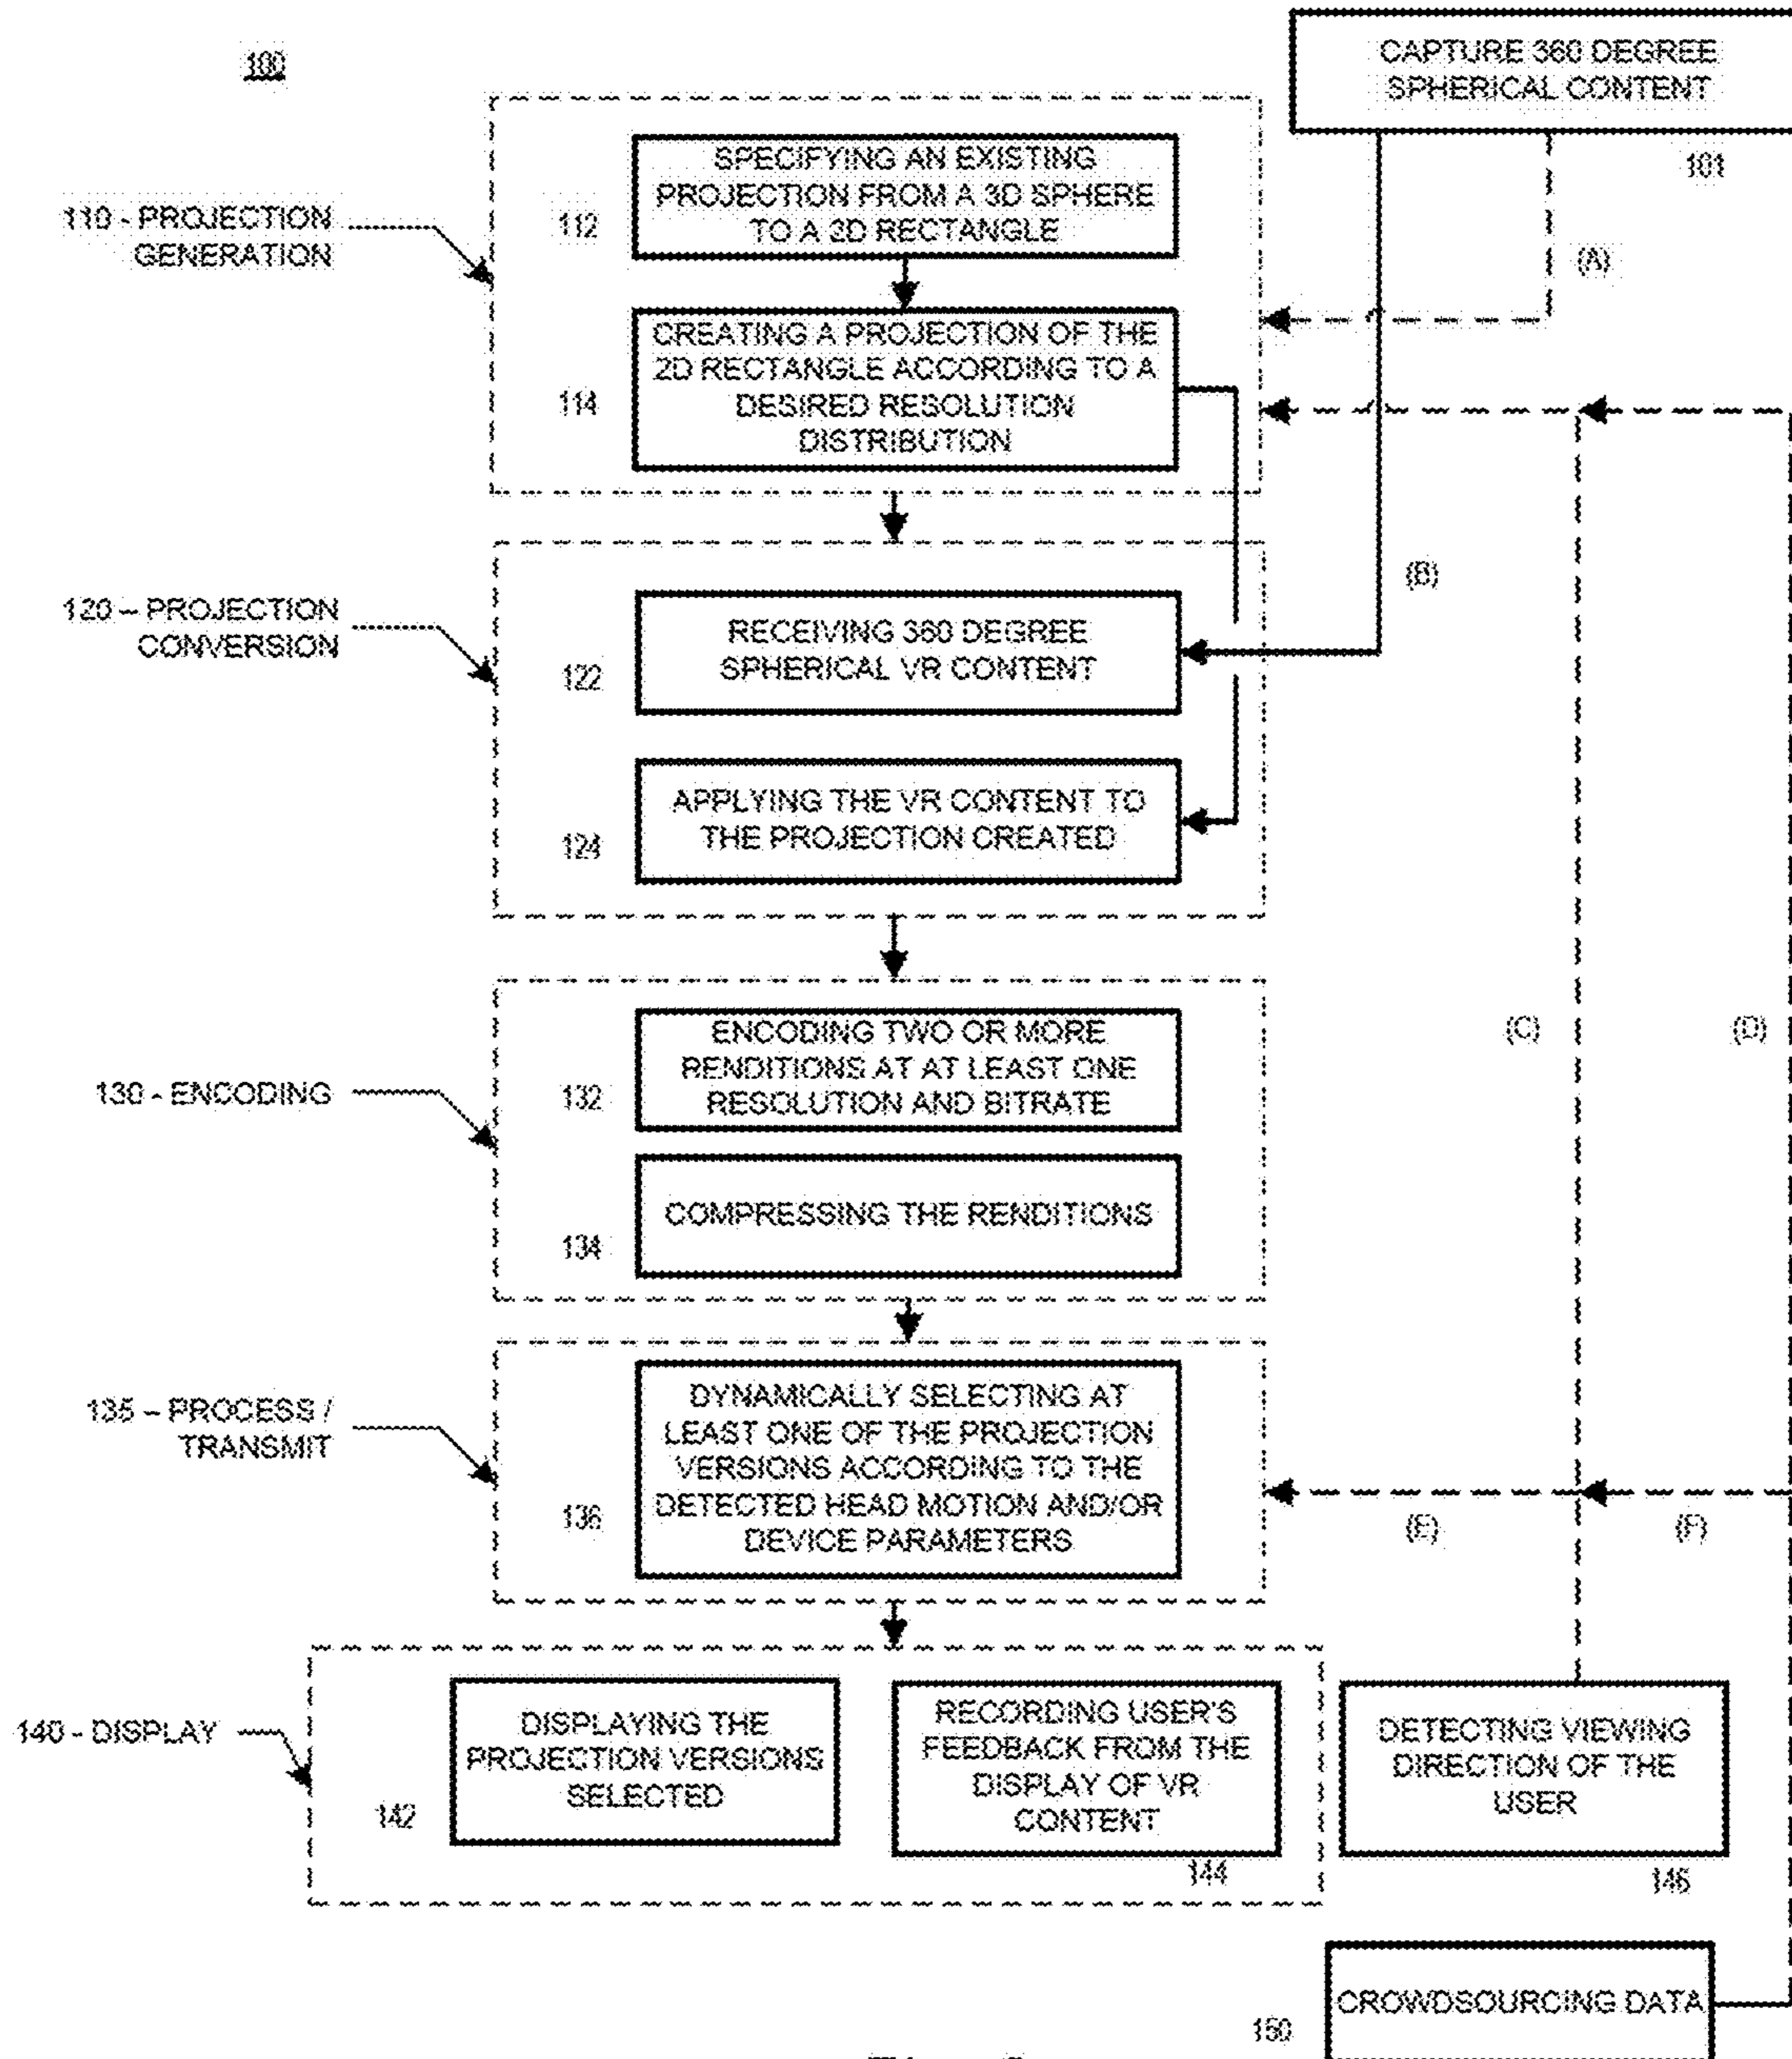 100
CAPTURE 360 DEGREE
SPHERICAL CONTENT
101
110 - PROJECTION
GENERATION
112
SPECIFYING AN EXISTING
PROJECTION FROM A 3D SPHERE
TO A 2D RECTANGLE
(A)
114
CREATING A PROJECTION OF THE
2D RECTANGLE ACCORDING TO A
DESIRED RESOLUTION
DISTRIBUTION
(B)
120 – PROJECTION
CONVERSION
122
RECEIVING 360 DEGREE
SPHERICAL VR CONTENT
124
APPLYING THE VR CONTENT TO
THE PROJECTION CREATED
(C)
(D)
130 - ENCODING
132
ENCODING TWO OR MORE
RENDITIONS AT AT LEAST ONE
RESOLUTION AND BITRATE
134
COMPRESSING THE RENDITIONS
135 – PROCESS /
TRANSMIT
136
DYNAMICALLY SELECTING AT
LEAST ONE OF THE PROJECTION
VERSIONS ACCORDING TO THE
DETECTED HEAD MOTION AND/OR
DEVICE PARAMETERS
(E)
(F)
140 - DISPLAY
142
DISPLAYING THE
PROJECTION VERSIONS
SELECTED
RECORDING USER'S
FEEDBACK FROM THE
DISPLAY OF VR
CONTENT
144
DETECTING VIEWING
DIRECTION OF THE
USER
146
CROWDSOURCING DATA
150